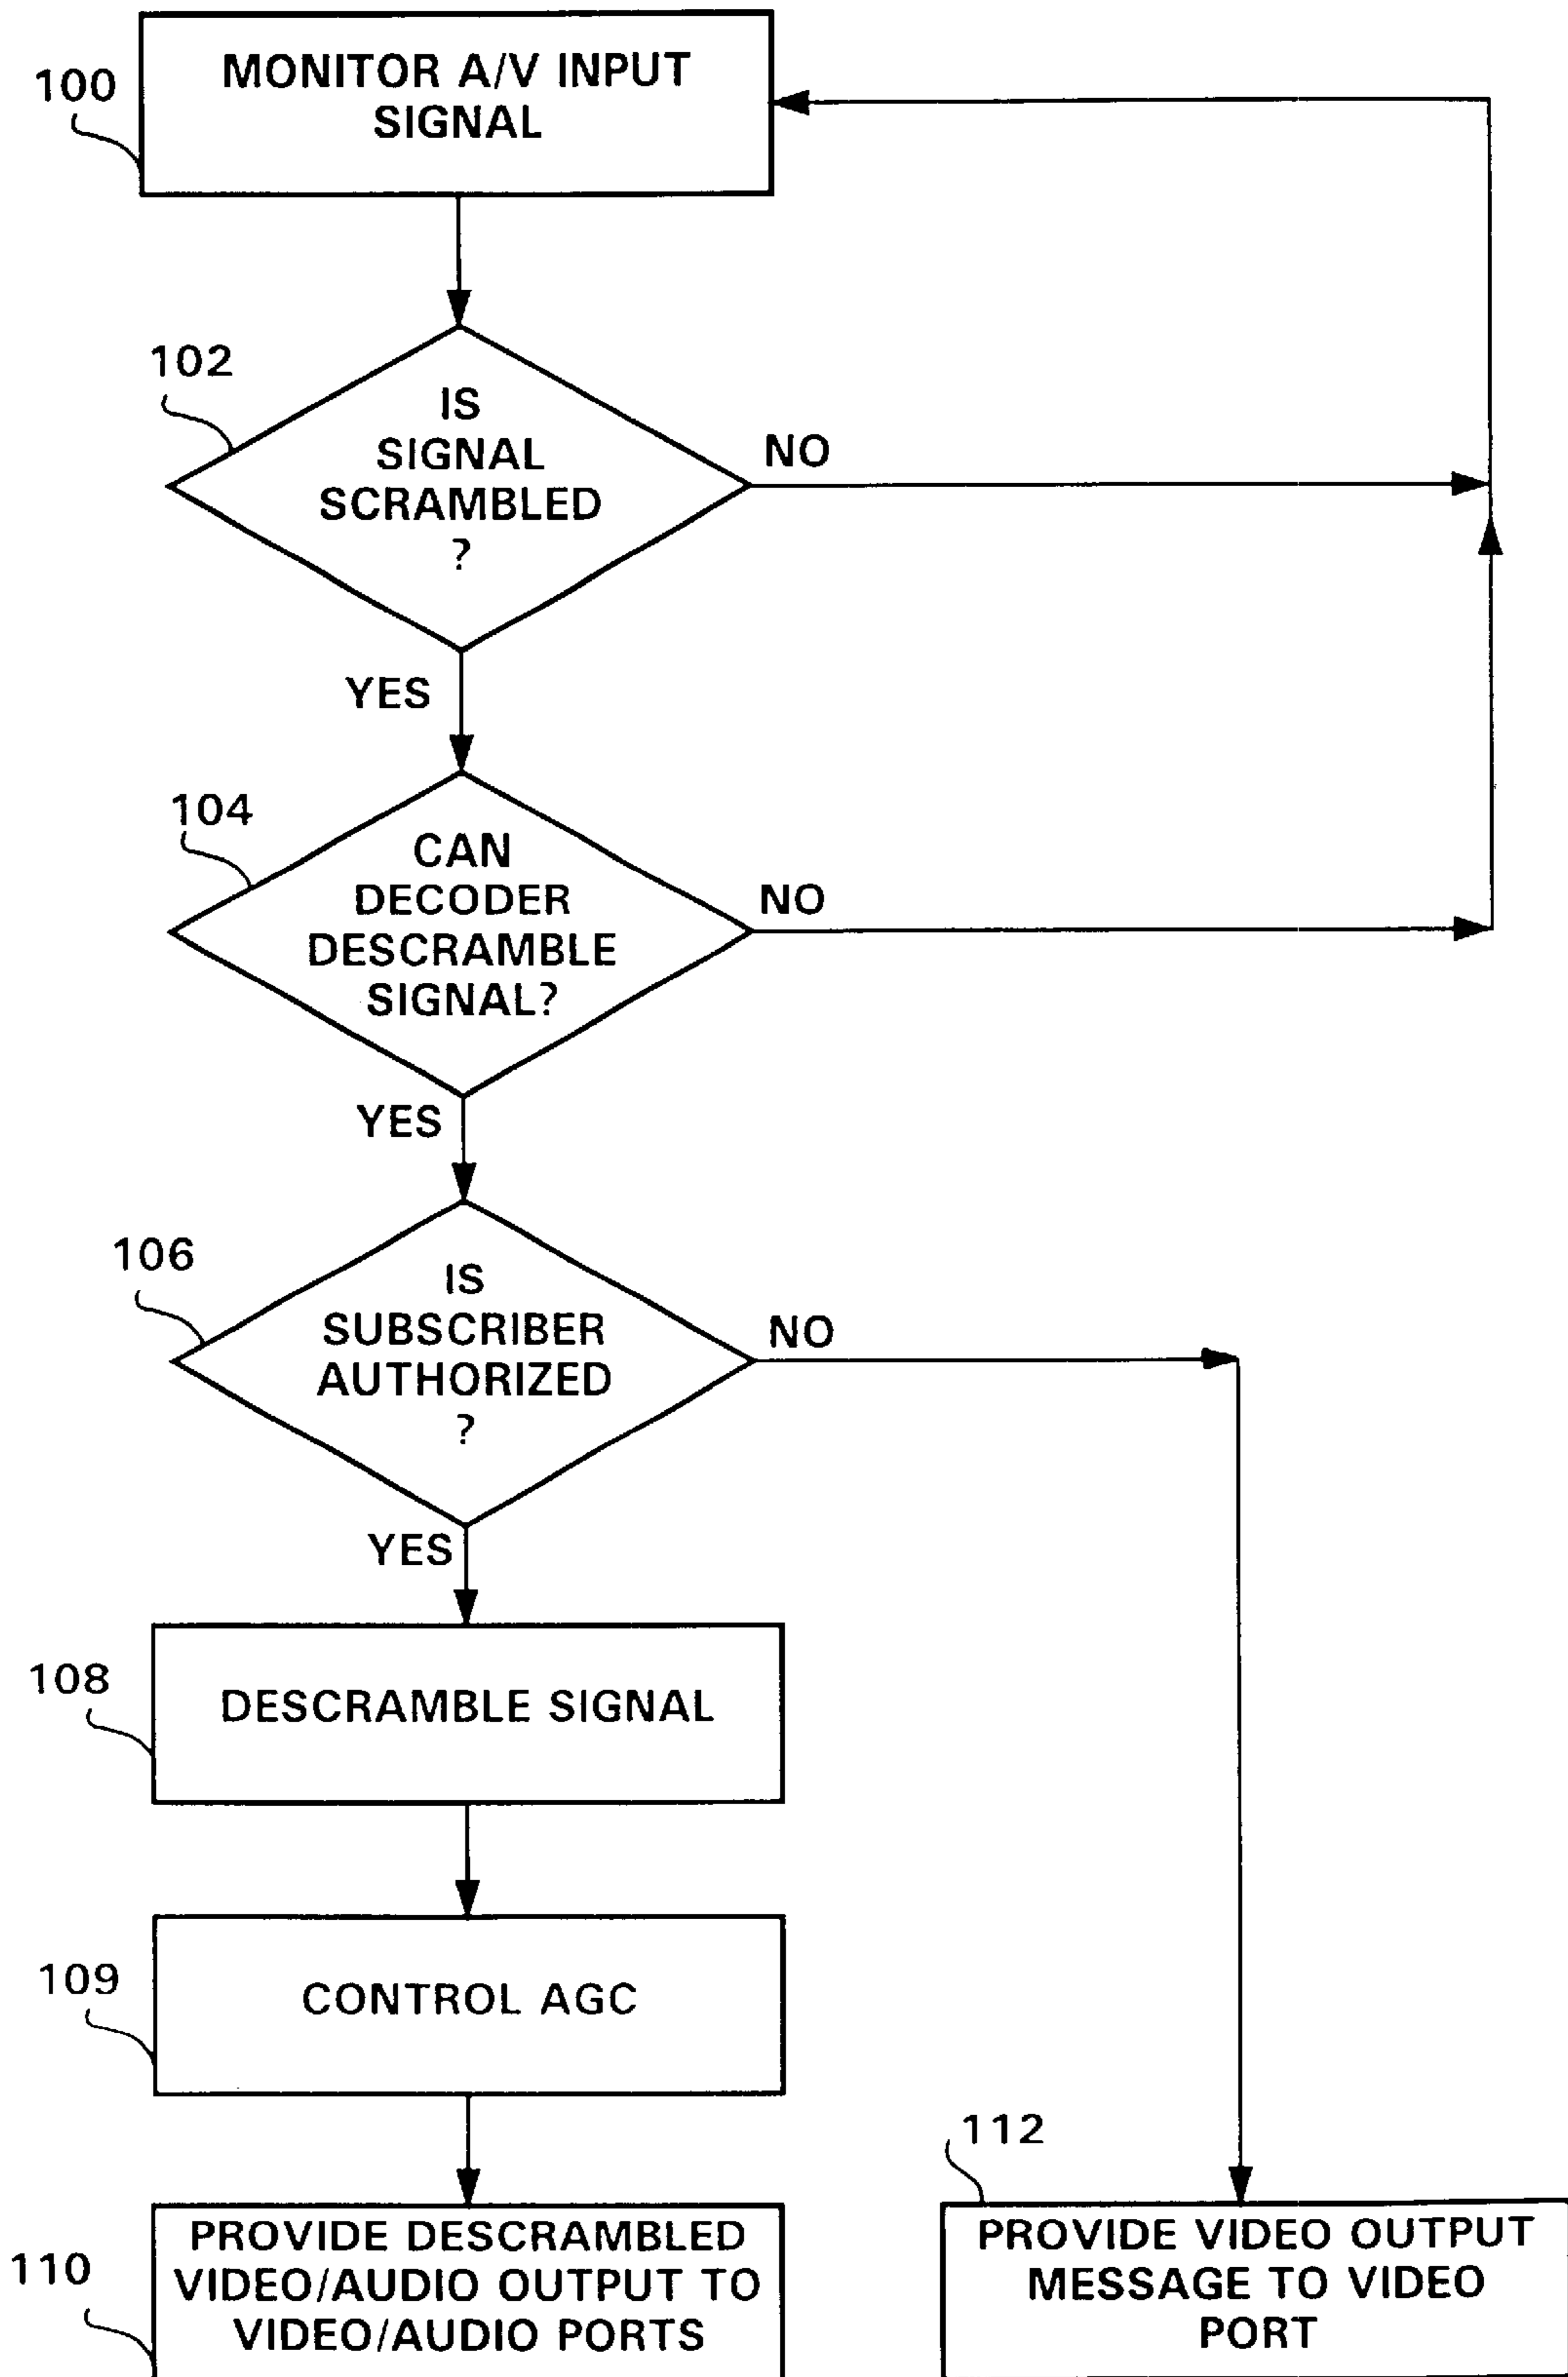 100
MONITOR A/V INPUT
SIGNAL
102
IS
SIGNAL
SCRAMBLED
?
NO
YES
104
CAN
DECODER
DESCRAMBLE
SIGNAL?
NO
YES
106
IS
SUBSCRIBER
AUTHORIZED
?
NO
YES
108
DESCRAMBLE SIGNAL
109
CONTROL AGC
110
PROVIDE DESCRAMBLED
VIDEO/AUDIO OUTPUT TO
VIDEO/AUDIO PORTS
112
PROVIDE VIDEO OUTPUT
MESSAGE TO VIDEO
PORT